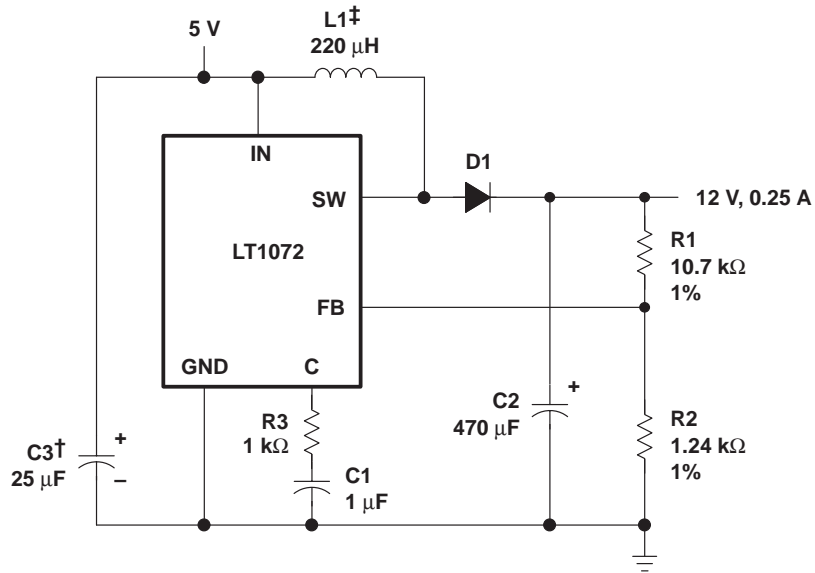 L1‡
220 μH
5 V
IN
SW
D1
12 V, 0.25 A
LT1072
R1
10.7 kΩ
1%
FB
GND
C
R3
1 kΩ
C2
470 μF
+
R2
1.24 kΩ
1%
C3†
25 μF
+
–
C1
1 μF